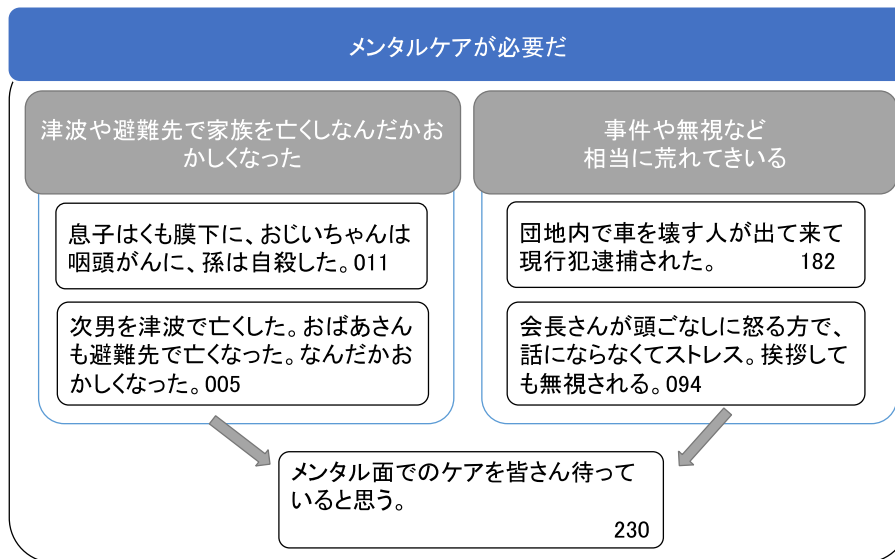 メンタルケアが必要だ
津波や避難先で家族を亡くしなんだかお
かしくなった
息子はくも膜下に、おじいちゃんは
咽頭がんに、孫は自殺した。011
次男を津波で亡くした。おばあさん
も避難先で亡くなった。なんだかお
かしくなった。005
事件や無視など
相当に荒れてきいる
団地内で車を壊す人が出て来て
現行犯逮捕された。 182
会長さんが頭ごなしに怒る方で、
話にならなくてストレス。挨拶して
も無視される。094
メンタル面でのケアを皆さん待って
いると思う。
230